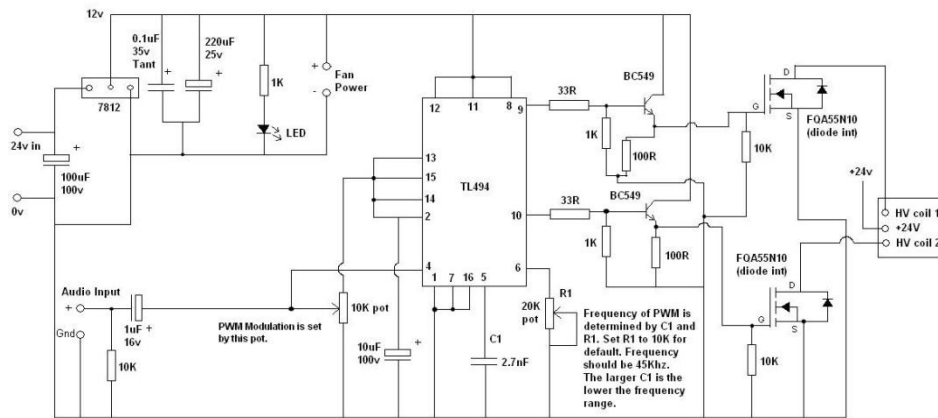 12v
0.1uF
35v
Tant
+
220uF
25v
+
1K
LED
+
Fan
Power
-
7812
24v in
+
100uF
100v
0v
12
11
8
9
13
15
14
2
4
TL494
10
6
1
7
16
5
33R
BC549
1K
100R
33R
BC549
1K
100R
10K
G
D
S
FQA55N10
(diode int)
+24v
HV coil 1
+24V
HV coil 2
FQA55N10
(diode int)
G
D
S
10K
Audio Input
+
Gnd
1uF +
16v
10K
PWM Modulation is set
by this pot.
10K pot
10uF
100v
+
C1
2.7nF
R1
20K
pot
Frequency of PWM is
determined by C1 and
R1. Set R1 to 10K for
default. Frequency
should be 45Khz.
The larger C1 is the
lower the frequency
range.